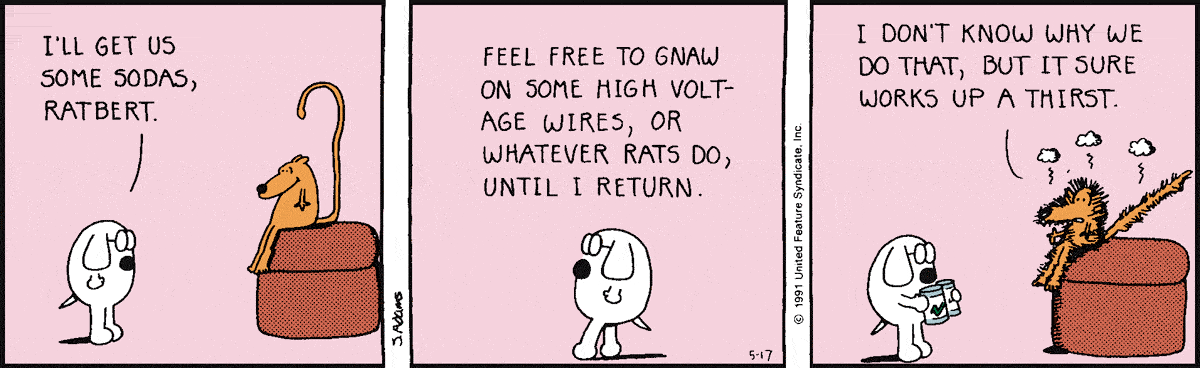 I'LL GET US
SOME SODAS,
RATBERT.
S.ADAMS
FEEL FREE TO GNAW
ON SOME HIGH VOLT-
AGE WIRES, OR
WHATEVER RATS DO,
UNTIL I RETURN.
5-17
© 1991 United Feature Syndicate, Inc.
I DON'T KNOW WHY WE
DO THAT, BUT IT SURE
WORKS UP A THIRST.